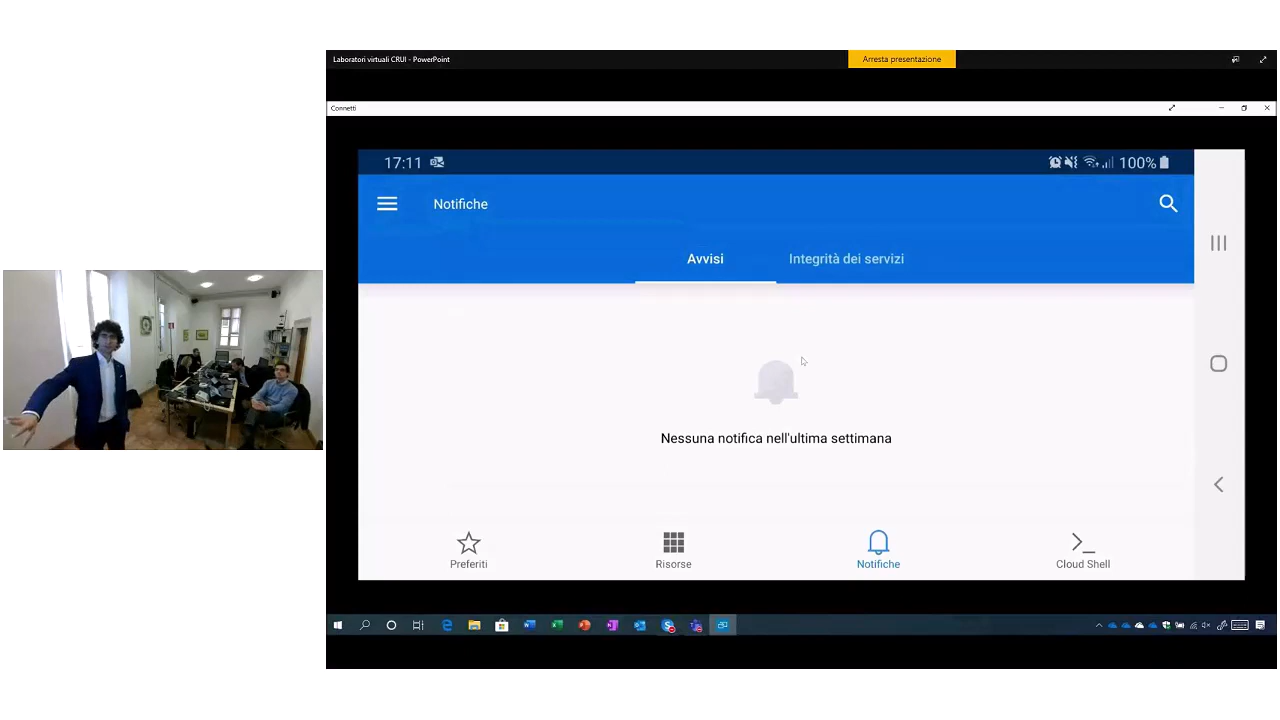 Laboratori virtuali CRUI - PowerPoint
Arresta presentazione
Connetti
17:11
100%
Notifiche
Avvisi
Integrità dei servizi
Nessuna notifica nell'ultima settimana
Preferiti
Risorse
Notifiche
Cloud Shell